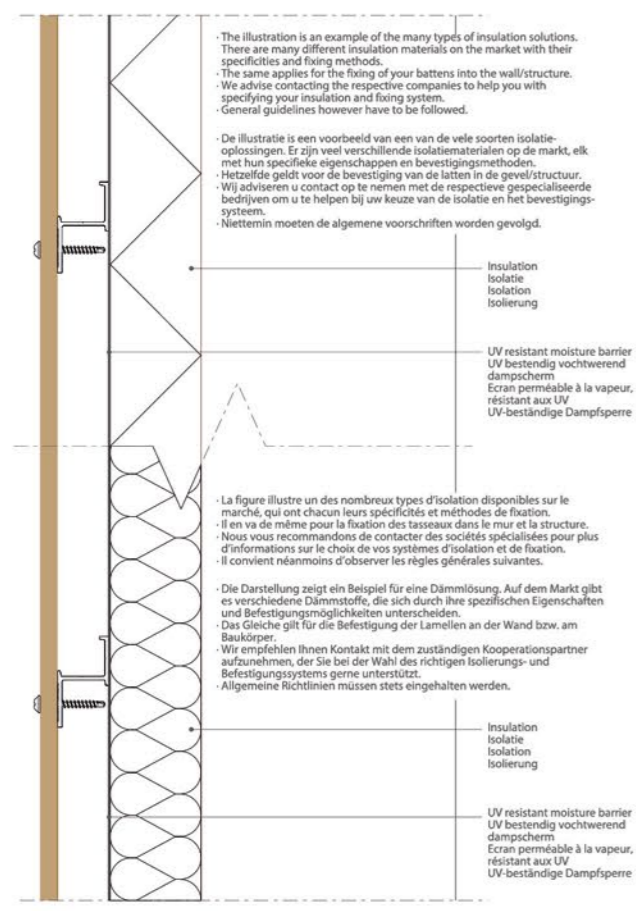 · The illustration is an example of the many types of insulation solutions.
There are many different insulation materials on the market with their
specificities and fixing methods.
· The same applies for the fixing of your battens into the wall/structure.
· We advise contacting the respective companies to help you with
specifying your insulation and fixing system.
· General guidelines however have to be followed.
· De illustratie is een voorbeeld van een van de vele soorten isolatie-
oplossingen. Er zijn veel verschillende isolatiematerialen op de markt, elk
met hun specifieke eigenschappen en bevestigingsmethoden.
· Hetzelfde geldt voor de bevestiging van de latten in de gevel/structuur.
· Wij adviseren u contact op te nemen met de respectieve gespecialiseerde
bedrijven om u te helpen bij uw keuze van de isolatie en het bevestigings-
systeem.
· Niettemin moeten de algemene voorschriften worden gevolgd.
Insulation
Isolatie
Isolation
Isolierung
UV resistant moisture barrier
UV bestendig vochtwerend
dampscherm
Ecran perméable à la vapeur,
résistant aux UV
UV-beständige Dampfsperre
· La figure illustre un des nombreux types d'isolation disponibles sur le
marché, qui ont chacun leurs spécificités et méthodes de fixation.
· Il en va de même pour la fixation des tasseaux dans le mur et la structure.
· Nous vous recommandons de contacter des sociétés spécialisées pour plus
d'informations sur le choix de vos systèmes d'isolation et de fixation.
· Il convient néanmoins d'observer les règles générales suivantes.
· Die Darstellung zeigt ein Beispiel für eine Dämmlösung. Auf dem Markt gibt
es verschiedene Dämmstoffe, die sich durch ihre spezifischen Eigenschaften
und Befestigungsmöglichkeiten unterscheiden.
· Das Gleiche gilt für die Befestigung der Lamellen an der Wand bzw. am
Baukörper.
· Wir empfehlen Ihnen Kontakt mit dem zuständigen Kooperationspartner
aufzunehmen, der Sie bei der Wahl des richtigen Isolierungs- und
Befestigungssystems gerne unterstützt.
· Allgemeine Richtlinien müssen stets eingehalten werden.
Insulation
Isolatie
Isolation
Isolierung
UV resistant moisture barrier
UV bestendig vochtwerend
dampscherm
Ecran perméable à la vapeur,
résistant aux UV
UV-beständige Dampfsperre